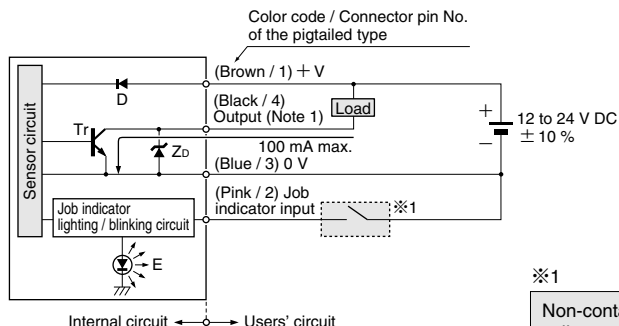 Color code / Connector pin No.
of the pigtailed type
(Brown / 1) + V
D
(Black / 4)
Output (Note 1)
Load
+
12 to 24 V DC
± 10 %
−
Tr
ZD
100 mA max.
Sensor circuit
(Blue / 3) 0 V
(Pink / 2) Job
indicator input
※1
Job indicator
lighting / blinking circuit
E
※1
Non-conta
Internal circuit
Users' circuit